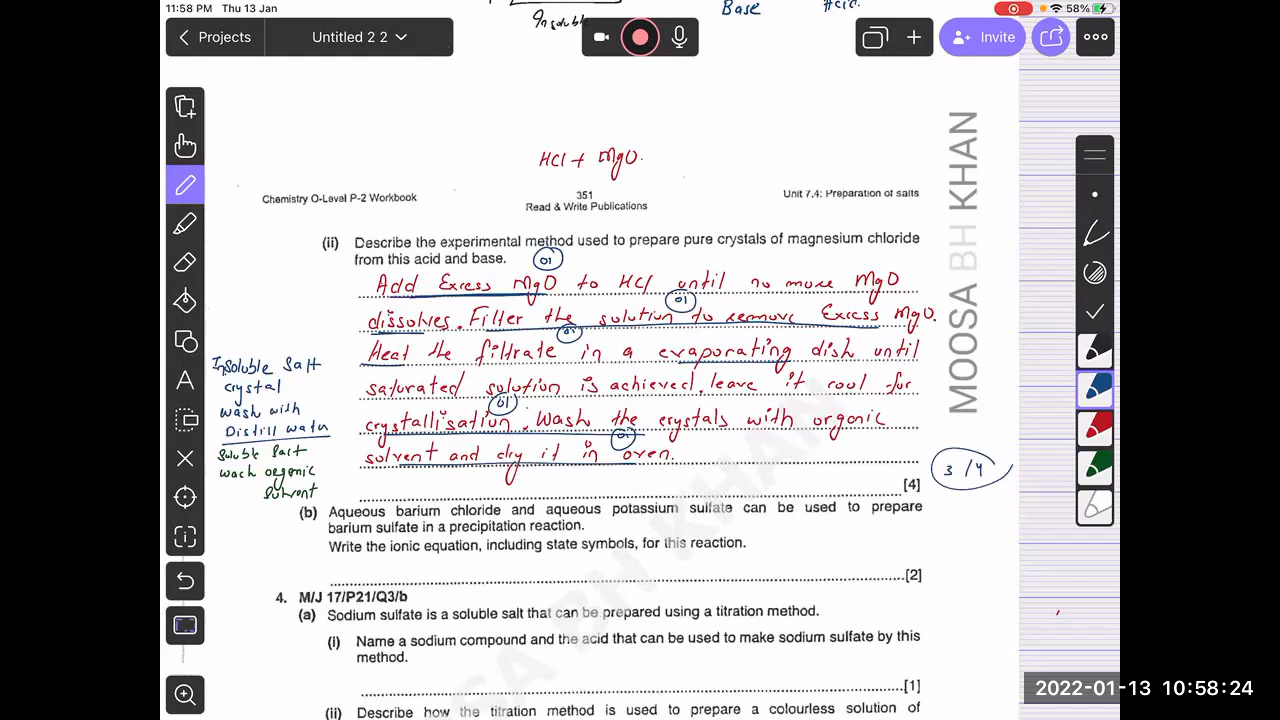 11:58 PM Thu 13 Jan
Insoluble
Base
58%
Projects
Untitled 2 2
Invite
HCl + MgO.
Chemistry O-Level P-2 Workbook
351
Read & Write Publications
Unit 7.4: Preparation of salts
(ii) Describe the experimental method used to prepare pure crystals of magnesium chloride
from this acid and base.
01
Add Excess MgO to HCl until no more MgO
01
dissolves. Filter the solution to remove Excess MgO.
01
Heat the filtrate in a evaporating dish until
saturated solution is achieved. leave it cool for
01
crystallisation. Wash the crystals with organic
01
solvent and dry it in oven.
Insoluble Salt
crystal
wash with
Distill water
Soluble Salt
wash organic
solvent
3/4
[4]
(b) Aqueous barium chloride and aqueous potassium sulfate can be used to prepare
barium sulfate in a precipitation reaction.
Write the ionic equation, including state symbols, for this reaction.
[2]
4. M/J 17/P21/Q3/b
(a) Sodium sulfate is a soluble salt that can be prepared using a titration method.
(i) Name a sodium compound and the acid that can be used to make sodium sulfate by this
method.
[1]
(ii) Describe how the titration method is used to prepare a colourless solution of
MOOSA BH KHAN
A
2022-01-13 10:58:24